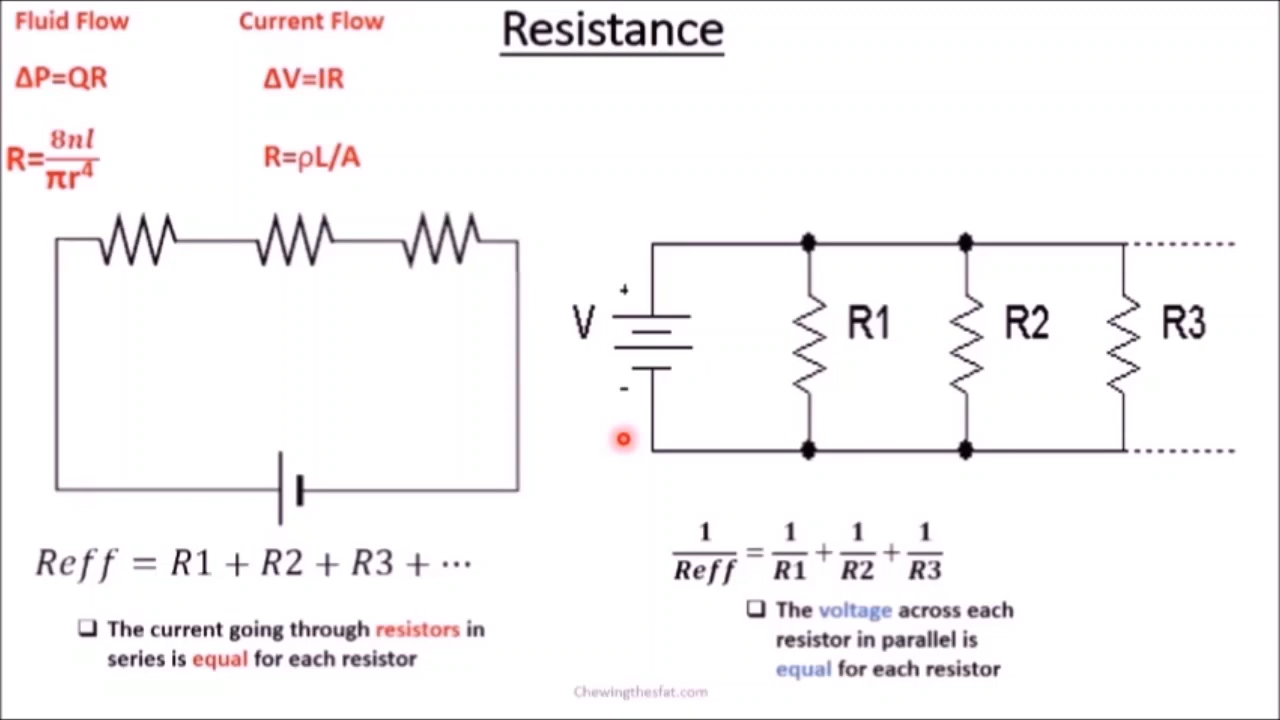 Fluid Flow
Current Flow
Resistance
ΔP=QR
ΔV=IR
R=8nl/πr⁴
R=ρL/A
+
V
-
R1
R2
R3
Reff = R1 + R2 + R3 + ⋯
1/Reff = 1/R1 + 1/R2 + 1/R3
❑ The current going through resistors in
series is equal for each resistor
❑ The voltage across each
resistor in parallel is
equal for each resistor
Chewingthesfat.com